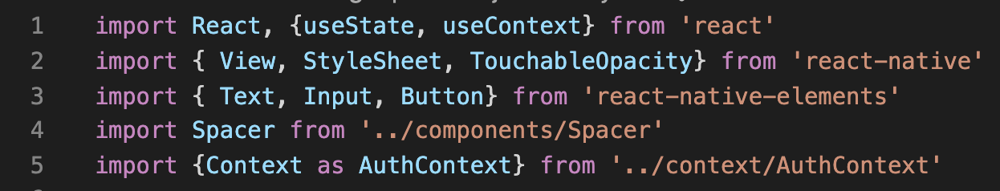 1 import React, {useState, useContext} from 'react'
2 import { View, StyleSheet, TouchableOpacity} from 'react-native'
3 import { Text, Input, Button} from 'react-native-elements'
4 import Spacer from '../components/Spacer'
5 import {Context as AuthContext} from '../context/AuthContext'